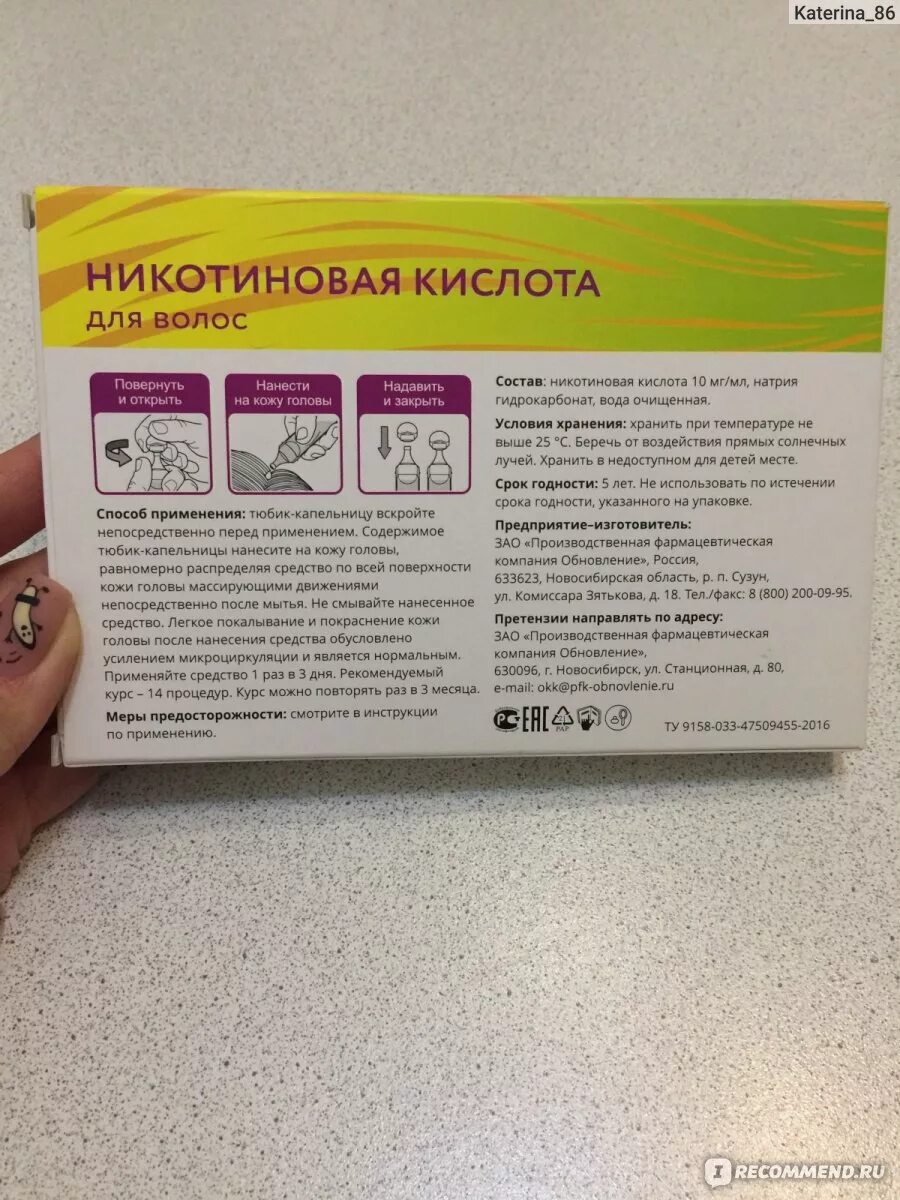 Katerina_86
НИКОТИНОВАЯ КИСЛОТА
ДЛЯ ВОЛОС
Повернуть
и открыть
Нанести
на кожу головы
Надавить
и закрыть
Способ применения: тюбик-капельницу вскройте
непосредственно перед применением. Содержимое
тюбик-капельницы нанесите на кожу головы,
равномерно распределяя средство по всей поверхности
кожи головы массирующими движениями
непосредственно после мытья. Не смывайте нанесенное
средство. Легкое покалывание и покраснение кожи
головы после нанесения средства обусловлено
усилением микроциркуляции и является нормальным.
Применяйте средство 1 раз в 3 дня. Рекомендуемый
курс – 14 процедур. Курс можно повторять раз в 3 месяца.
Меры предосторожности: смотрите в инструкции
по применению.
Состав: никотиновая кислота 10 мг/мл, натрия
гидрокарбонат, вода очищенная.
Условия хранения: хранить при температуре не
выше 25 °С. Беречь от воздействия прямых солнечных
лучей. Хранить в недоступном для детей месте.
Срок годности: 5 лет. Не использовать по истечении
срока годности, указанного на упаковке.
Предприятие–изготовитель:
ЗАО «Производственная фармацевтическая
компания Обновление», Россия,
633623, Новосибирская область, р. п. Сузун,
ул. Комиссара Зятькова, д. 18. Тел./факс: 8 (800) 200-09-95.
Претензии направлять по адресу:
ЗАО «Производственная фармацевтическая
компания Обновление»,
630096, г. Новосибирск, ул. Станционная, д. 80,
e-mail: okk@pfk-obnovlenie.ru
РСТ EAC PAP
ТУ 9158-033-47509455-2016
IRECOMMEND.RU